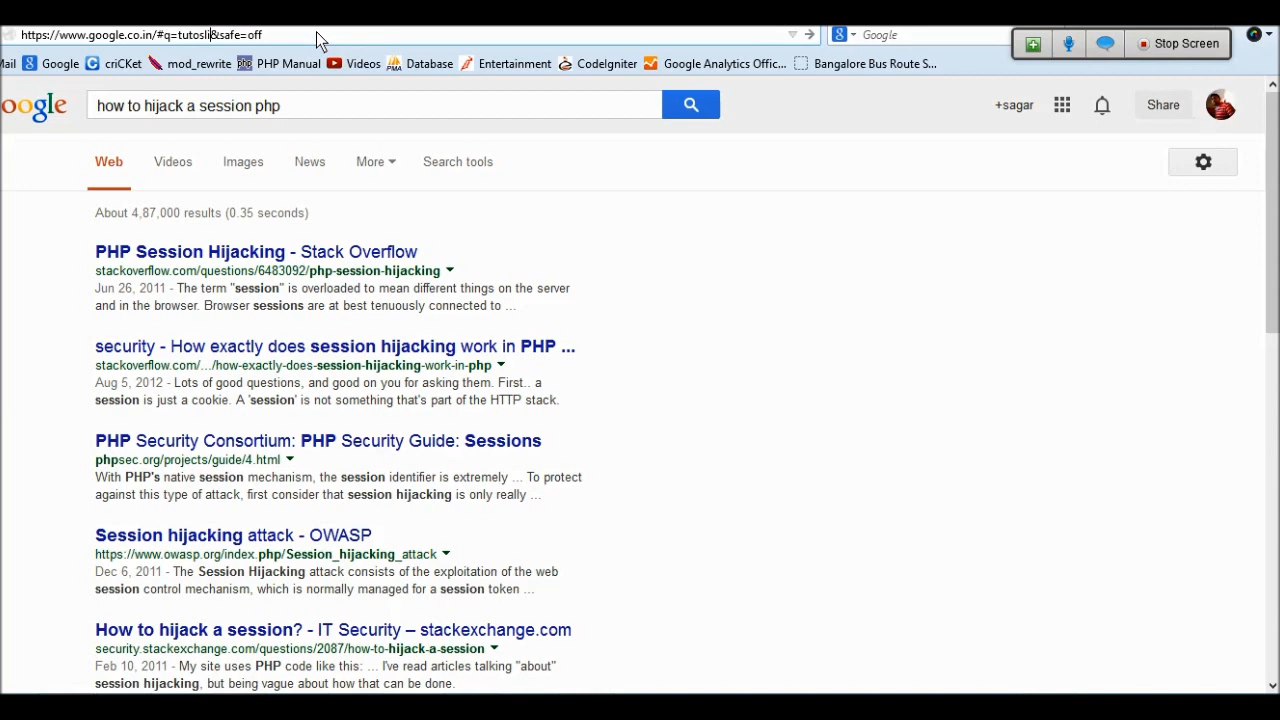 https://www.google.co.in/#q=tutosli&safe=off
Google
Stop Screen
ail Google criCKet mod_rewrite PHP Manual Videos Database Entertainment CodeIgniter Google Analytics Offic... Bangalore Bus Route S...
oogle how to hijack a session php +sagar Share
Web Videos Images News More Search tools
About 4,87,000 results (0.35 seconds)
PHP Session Hijacking - Stack Overflow
stackoverflow.com/questions/6483092/php-session-hijacking
Jun 26, 2011 - The term "session" is overloaded to mean different things on the server
and in the browser. Browser sessions are at best tenuously connected to ...
security - How exactly does session hijacking work in PHP ...
stackoverflow.com/.../how-exactly-does-session-hijacking-work-in-php
Aug 5, 2012 - Lots of good questions, and good on you for asking them. First.. a
session is just a cookie. A 'session' is not something that's part of the HTTP stack.
PHP Security Consortium: PHP Security Guide: Sessions
phpsec.org/projects/guide/4.html
With PHP's native session mechanism, the session identifier is extremely ... To protect
against this type of attack, first consider that session hijacking is only really ...
Session hijacking attack - OWASP
https://www.owasp.org/index.php/Session_hijacking_attack
Dec 6, 2011 - The Session Hijacking attack consists of the exploitation of the web
session control mechanism, which is normally managed for a session token ...
How to hijack a session? - IT Security – stackexchange.com
security.stackexchange.com/questions/2087/how-to-hijack-a-session
Feb 10, 2011 - My site uses PHP code like this: ... I've read articles talking "about"
session hijacking, but being vague about how that can be done.